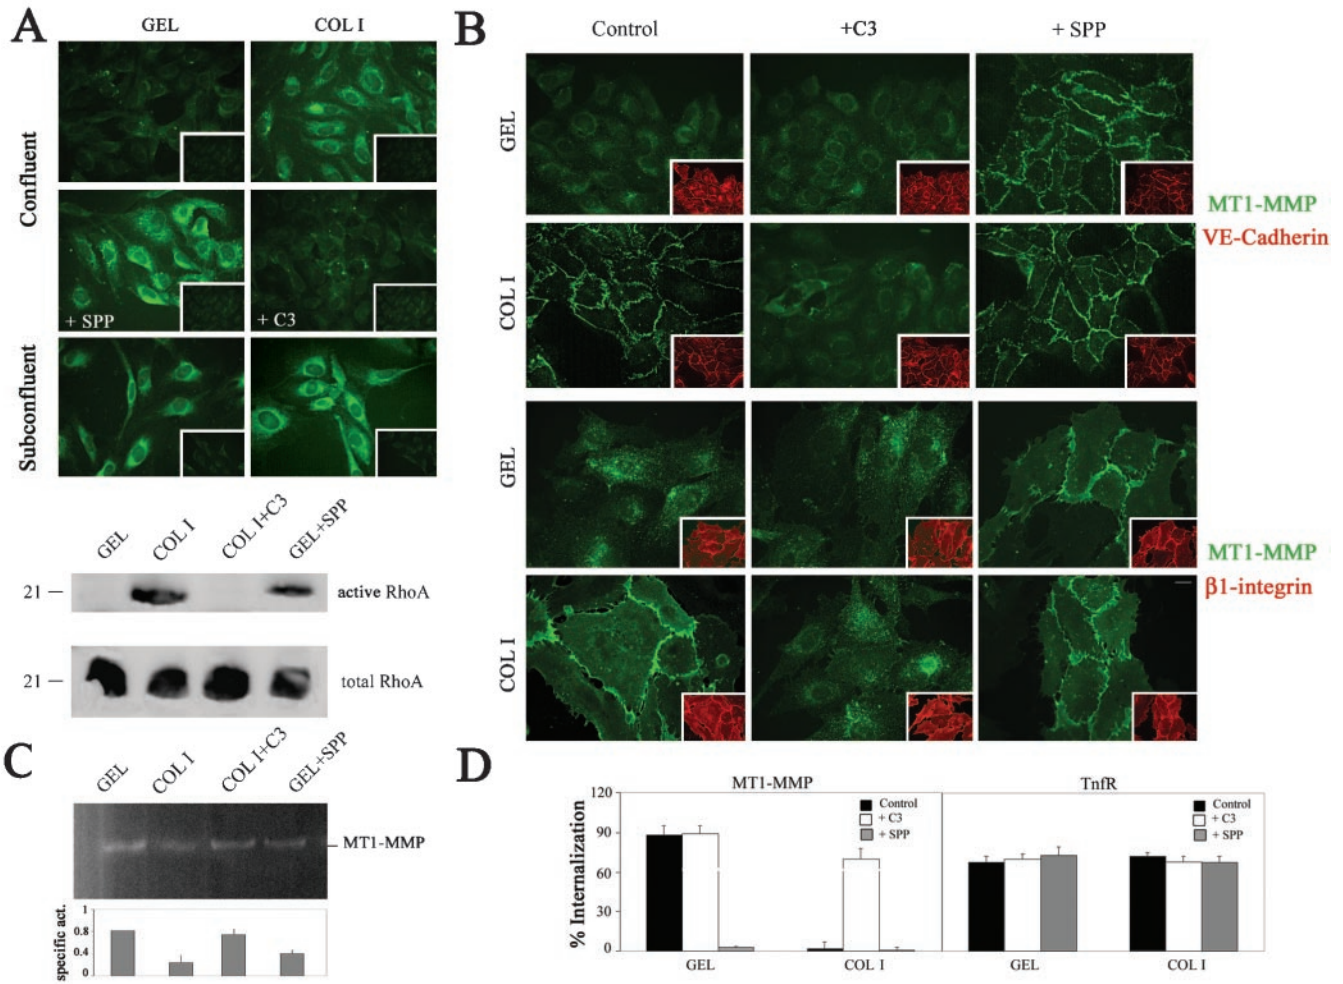 A
GEL
COL I
Confluent
+ SPP
+ C3
Subconfluent
GEL
COL I
COL I+C3
GEL+SPP
21
active RhoA
21
total RhoA
B
Control
+C3
+ SPP
GEL
COL I
MT1-MMP
VE-Cadherin
GEL
COL I
MT1-MMP
β1-integrin
C
GEL
COL I
COL I+C3
GEL+SPP
MT1-MMP
specific act.
1
0.8
0.4
0
D
MT1-MMP
TnfR
% Internalization
120
90
60
30
0
Control
+ C3
+ SPP
Control
+ C3
+ SPP
GEL
COL I
GEL
COL I